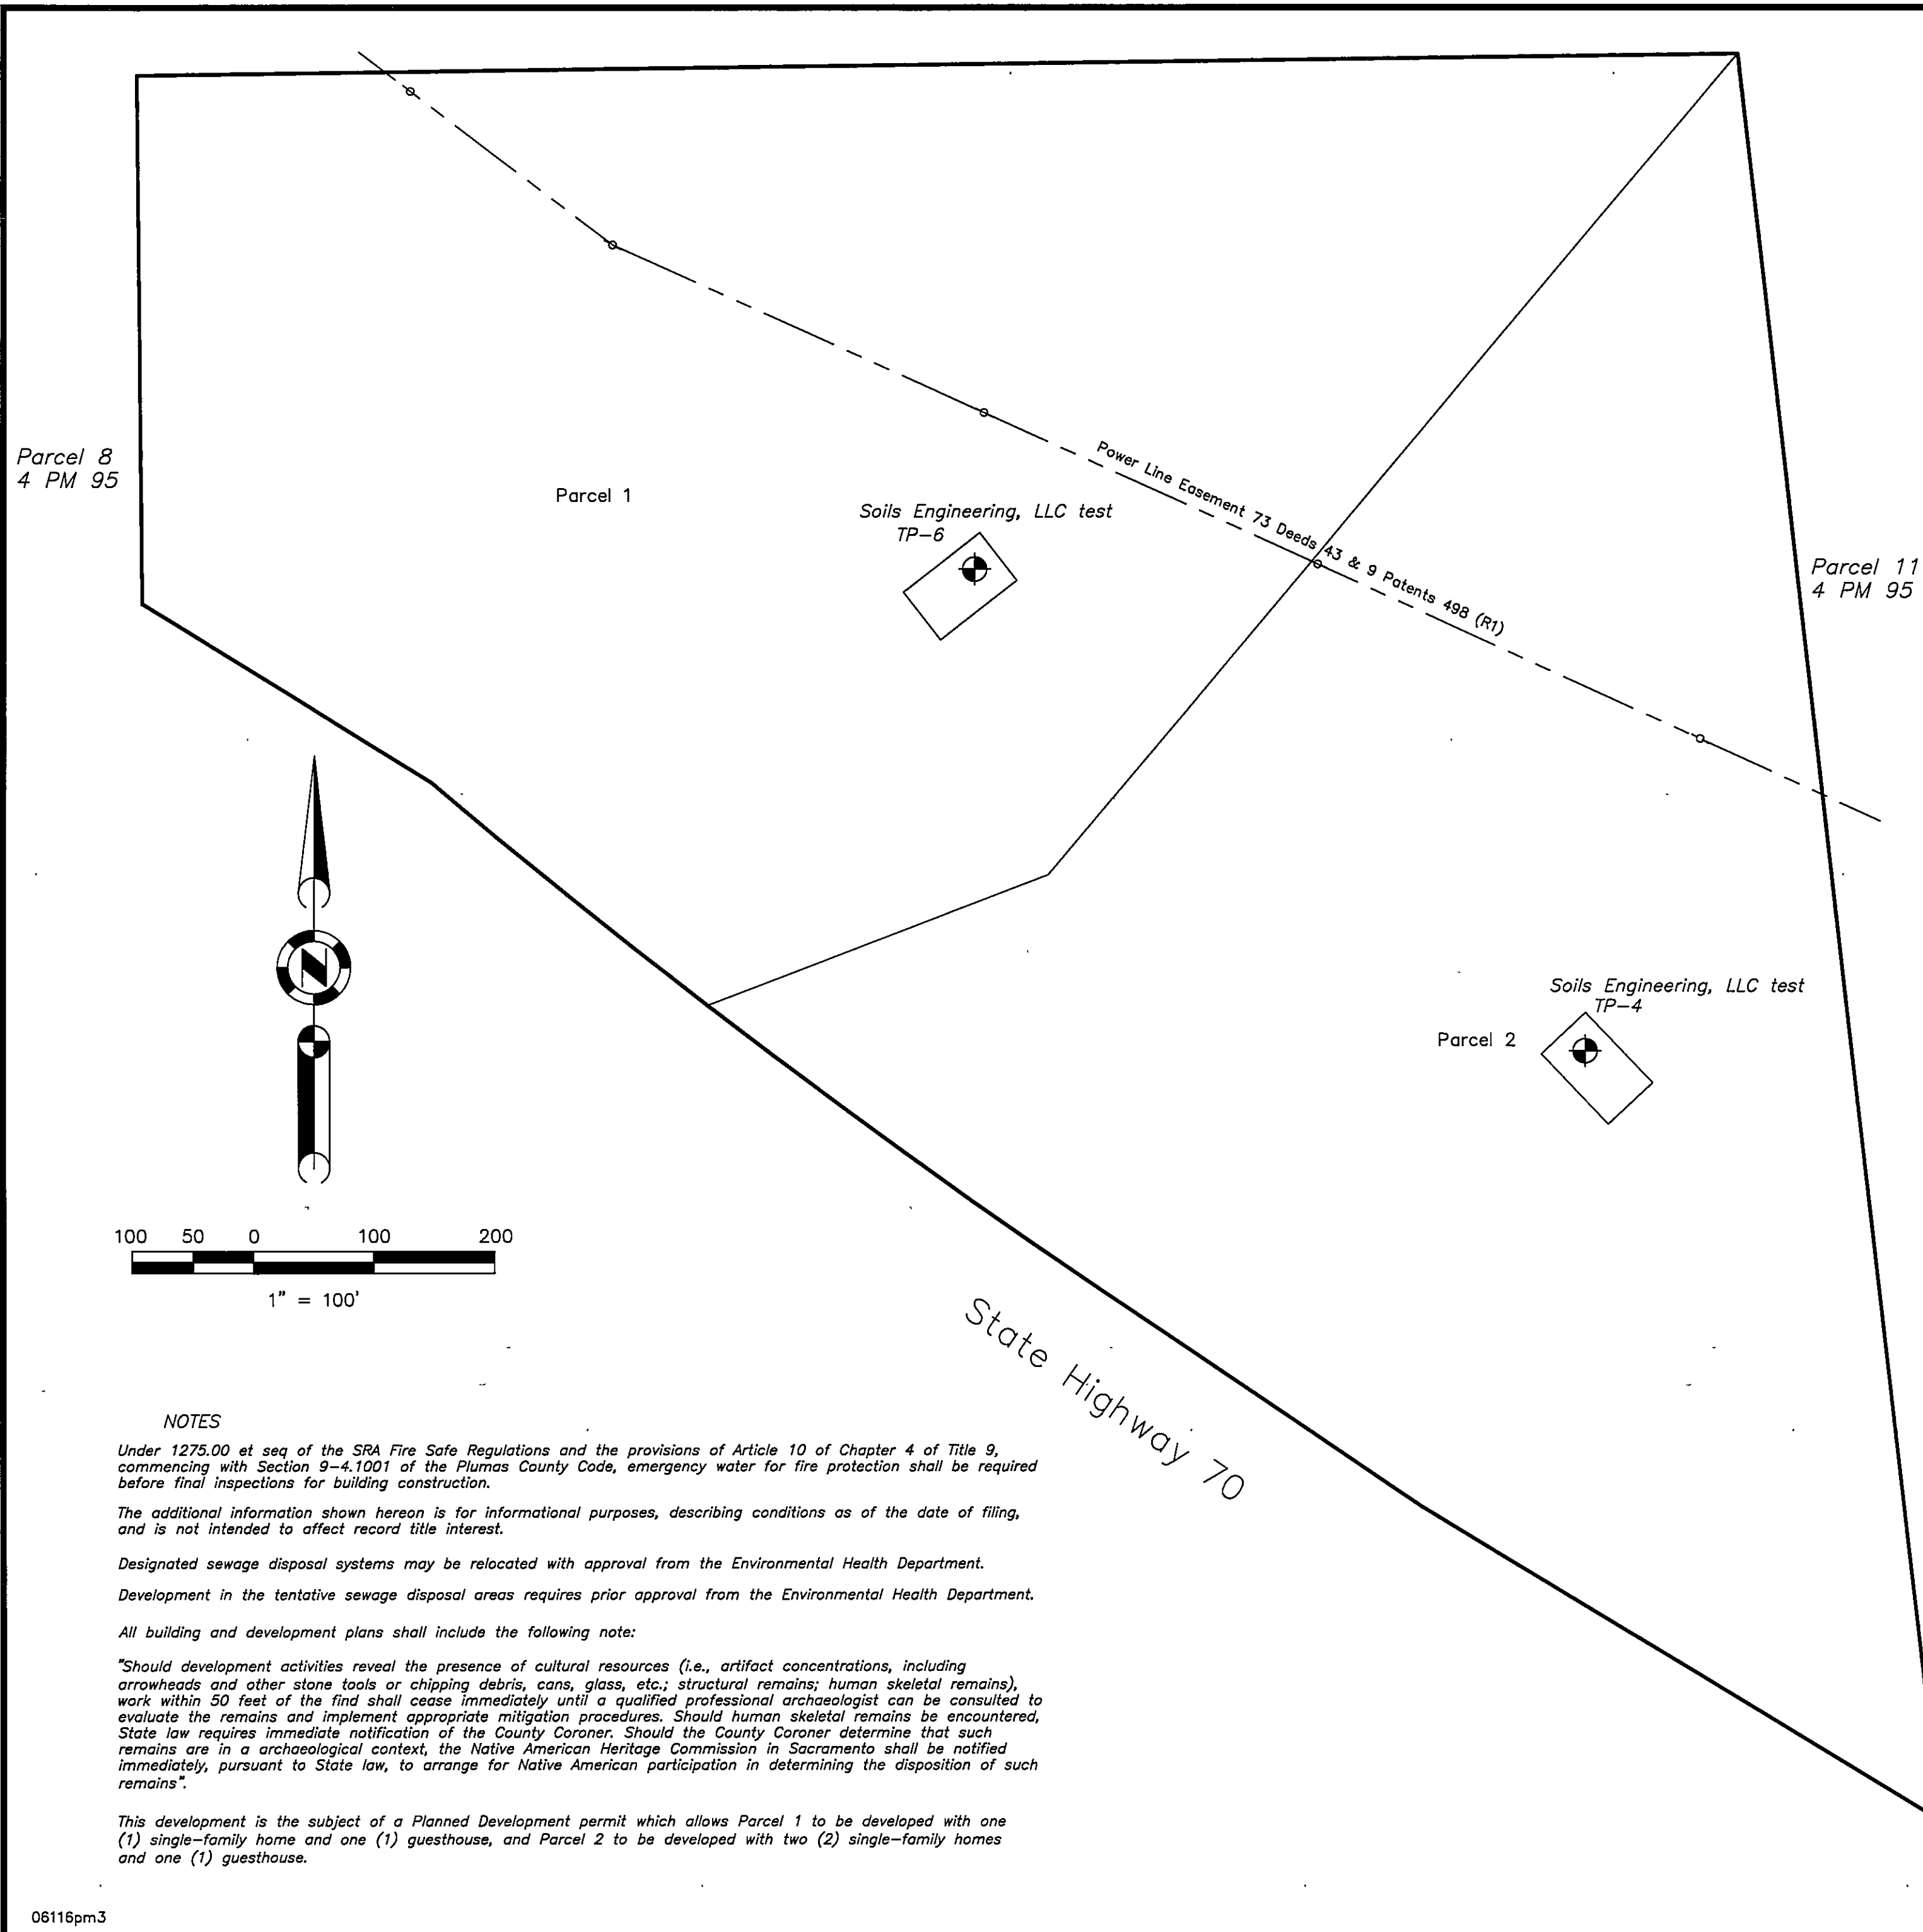 Parcel 8
4 PM 95
Parcel 1
Soils Engineering, LLC test
TP-6
Power Line Easement 73 Deeds 43 & 9 Patents 498 (R1)
Parcel 11
4 PM 95
Soils Engineering, LLC test
TP-4
Parcel 2
N
100 50 0 100 200
1" = 100'
State Highway 70
NOTES
Under 1275.00 et seq of the SRA Fire Safe Regulations and the provisions of Article 10 of Chapter 4 of Title 9,
commencing with Section 9-4.1001 of the Plumas County Code, emergency water for fire protection shall be required
before final inspections for building construction.
The additional information shown hereon is for informational purposes, describing conditions as of the date of filing,
and is not intended to affect record title interest.
Designated sewage disposal systems may be relocated with approval from the Environmental Health Department.
Development in the tentative sewage disposal areas requires prior approval from the Environmental Health Department.
All building and development plans shall include the following note:
"Should development activities reveal the presence of cultural resources (i.e., artifact concentrations, including
arrowheads and other stone tools or chipping debris, cans, glass, etc.; structural remains; human skeletal remains),
work within 50 feet of the find shall cease immediately until a qualified professional archaeologist can be consulted to
evaluate the remains and implement appropriate mitigation procedures. Should human skeletal remains be encountered,
State law requires immediate notification of the County Coroner. Should the County Coroner determine that such
remains are in a archaeological context, the Native American Heritage Commission in Sacramento shall be notified
immediately, pursuant to State law, to arrange for Native American participation in determining the disposition of such
remains".
This development is the subject of a Planned Development permit which allows Parcel 1 to be developed with one
(1) single-family home and one (1) guesthouse, and Parcel 2 to be developed with two (2) single-family homes
and one (1) guesthouse.
06116pm3